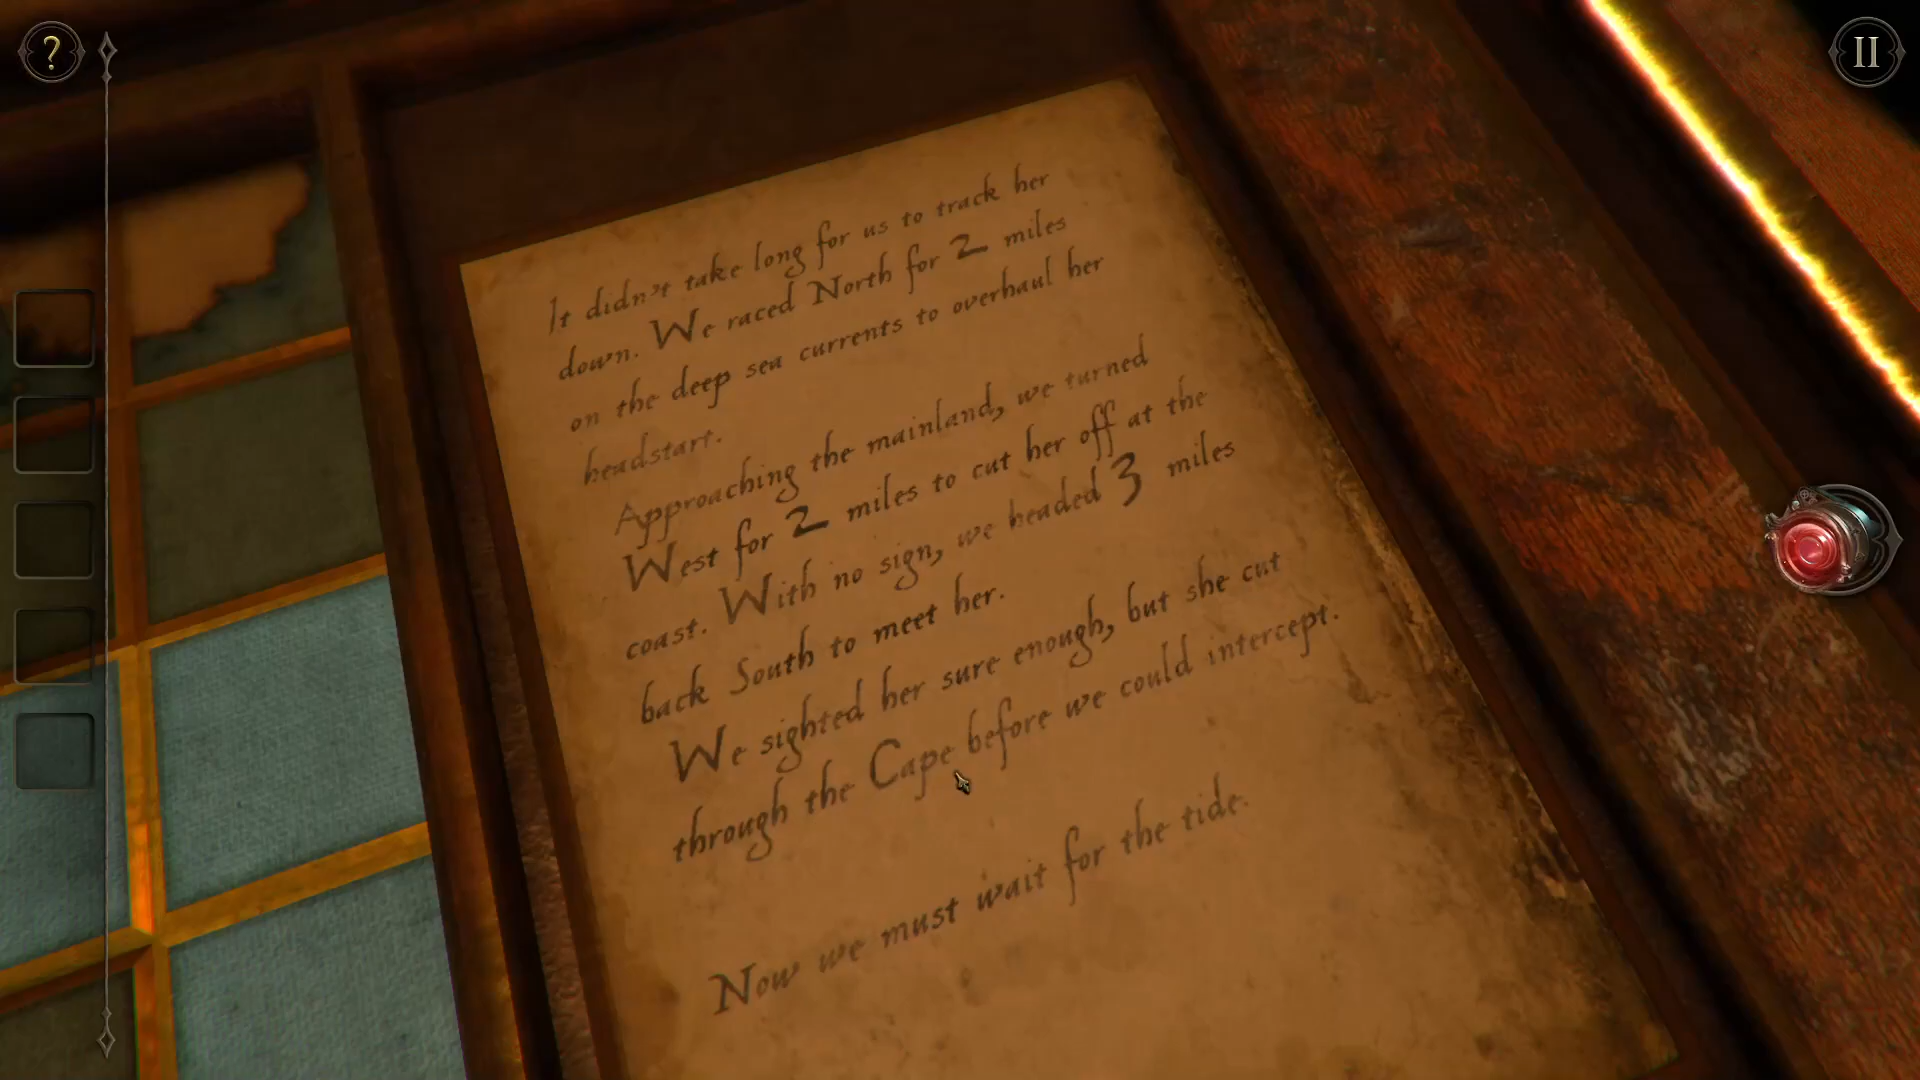 ?
It didn't take long for us to track her
down. We raced North for 2 miles
on the deep sea currents to overhaul her
headstart.
Approaching the mainland, we turned
West for 2 miles to cut her off at the
coast. With no sign, we headed 3 miles
back South to meet her.
We sighted her sure enough, but she cut
through the Cape before we could intercept.
Now we must wait for the tide.